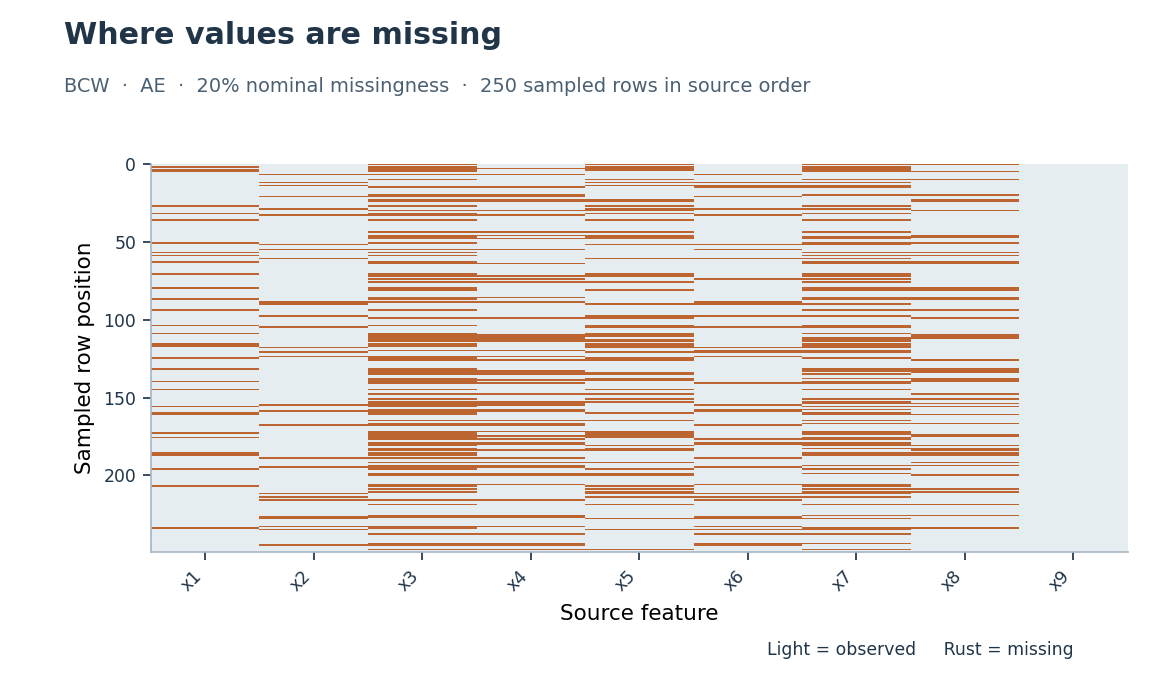 Where values are missing
BCW · AE · 20% nominal missingness · 250 sampled rows in source order
0
50
100
150
200
Sampled row position
x1 x2 x3 x4 x5 x6 x7 x8 x9
Source feature
Light = observed Rust = missing